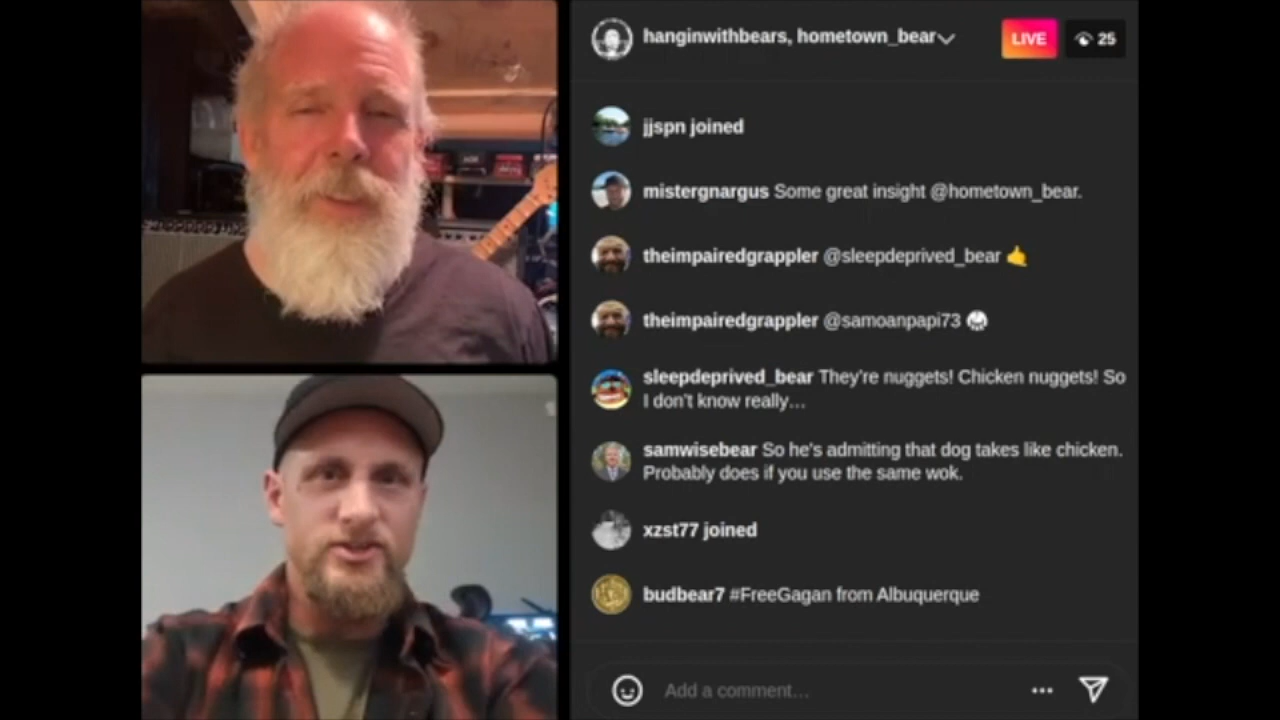 hanginwithbears, hometown_bear
LIVE
25
jjspn joined
mistergnargus Some great insight @hometown_bear.
theimpairedgrappler @sleepdeprived_bear 🤙
theimpairedgrappler @samoanpapi73
sleepdeprived_bear They're nuggets! Chicken nuggets! So
I don't know really…
samwisebear So he's admitting that dog takes like chicken.
Probably does if you use the same wok.
xzst77 joined
budbear7 #FreeGagan from Albuquerque
Add a comment…